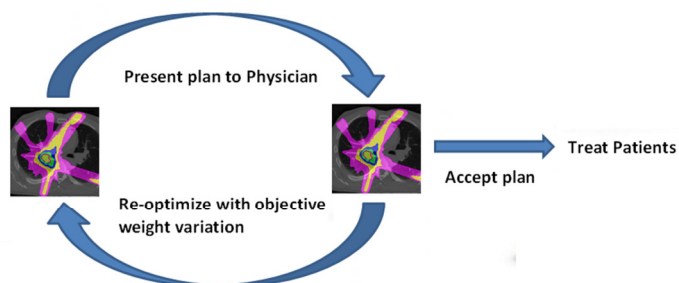 Present plan to Physician
Treat Patients
Accept plan
Re-optimize with objective
weight variation